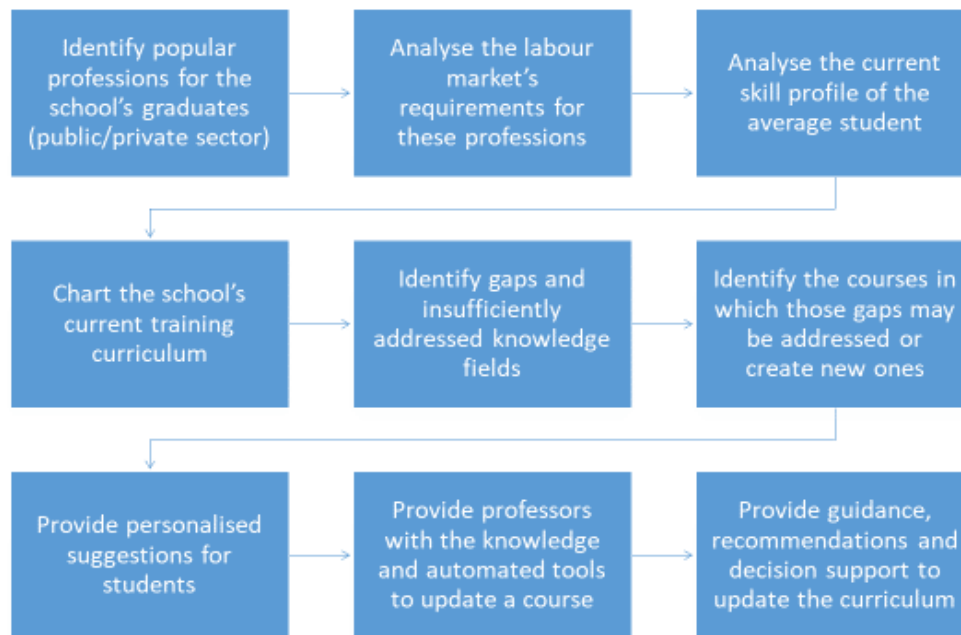 Identify popular
professions for the
school's graduates
(public/private sector)
Analyse the labour
market's
requirements for
these professions
Analyse the current
skill profile of the
average student
Chart the school's
current training
curriculum
Identify gaps and
insufficiently
addressed knowledge
fields
Identify the courses in
which those gaps may
be addressed or
create new ones
Provide personalised
suggestions for
students
Provide professors
with the knowledge
and automated tools
to update a course
Provide guidance,
recommendations and
decision support to
update the curriculum